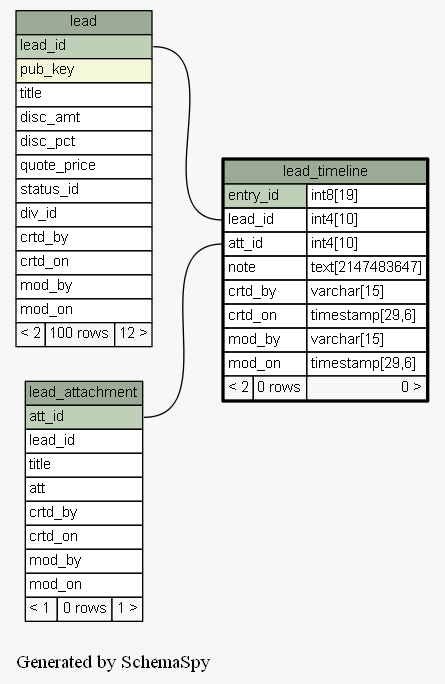 lead
lead_id
pub_key
title
disc_amt
disc_pct
quote_price
status_id
div_id
crtd_by
crtd_on
mod_by
mod_on
< 2 100 rows 12 >
lead_timeline
entry_id int8[19]
lead_id int4[10]
att_id int4[10]
note text[2147483647]
crtd_by varchar[15]
crtd_on timestamp[29,6]
mod_by varchar[15]
mod_on timestamp[29,6]
< 2 0 rows 0 >
lead_attachment
att_id
lead_id
title
att
crtd_by
crtd_on
mod_by
mod_on
< 1 0 rows 1 >
Generated by SchemaSpy